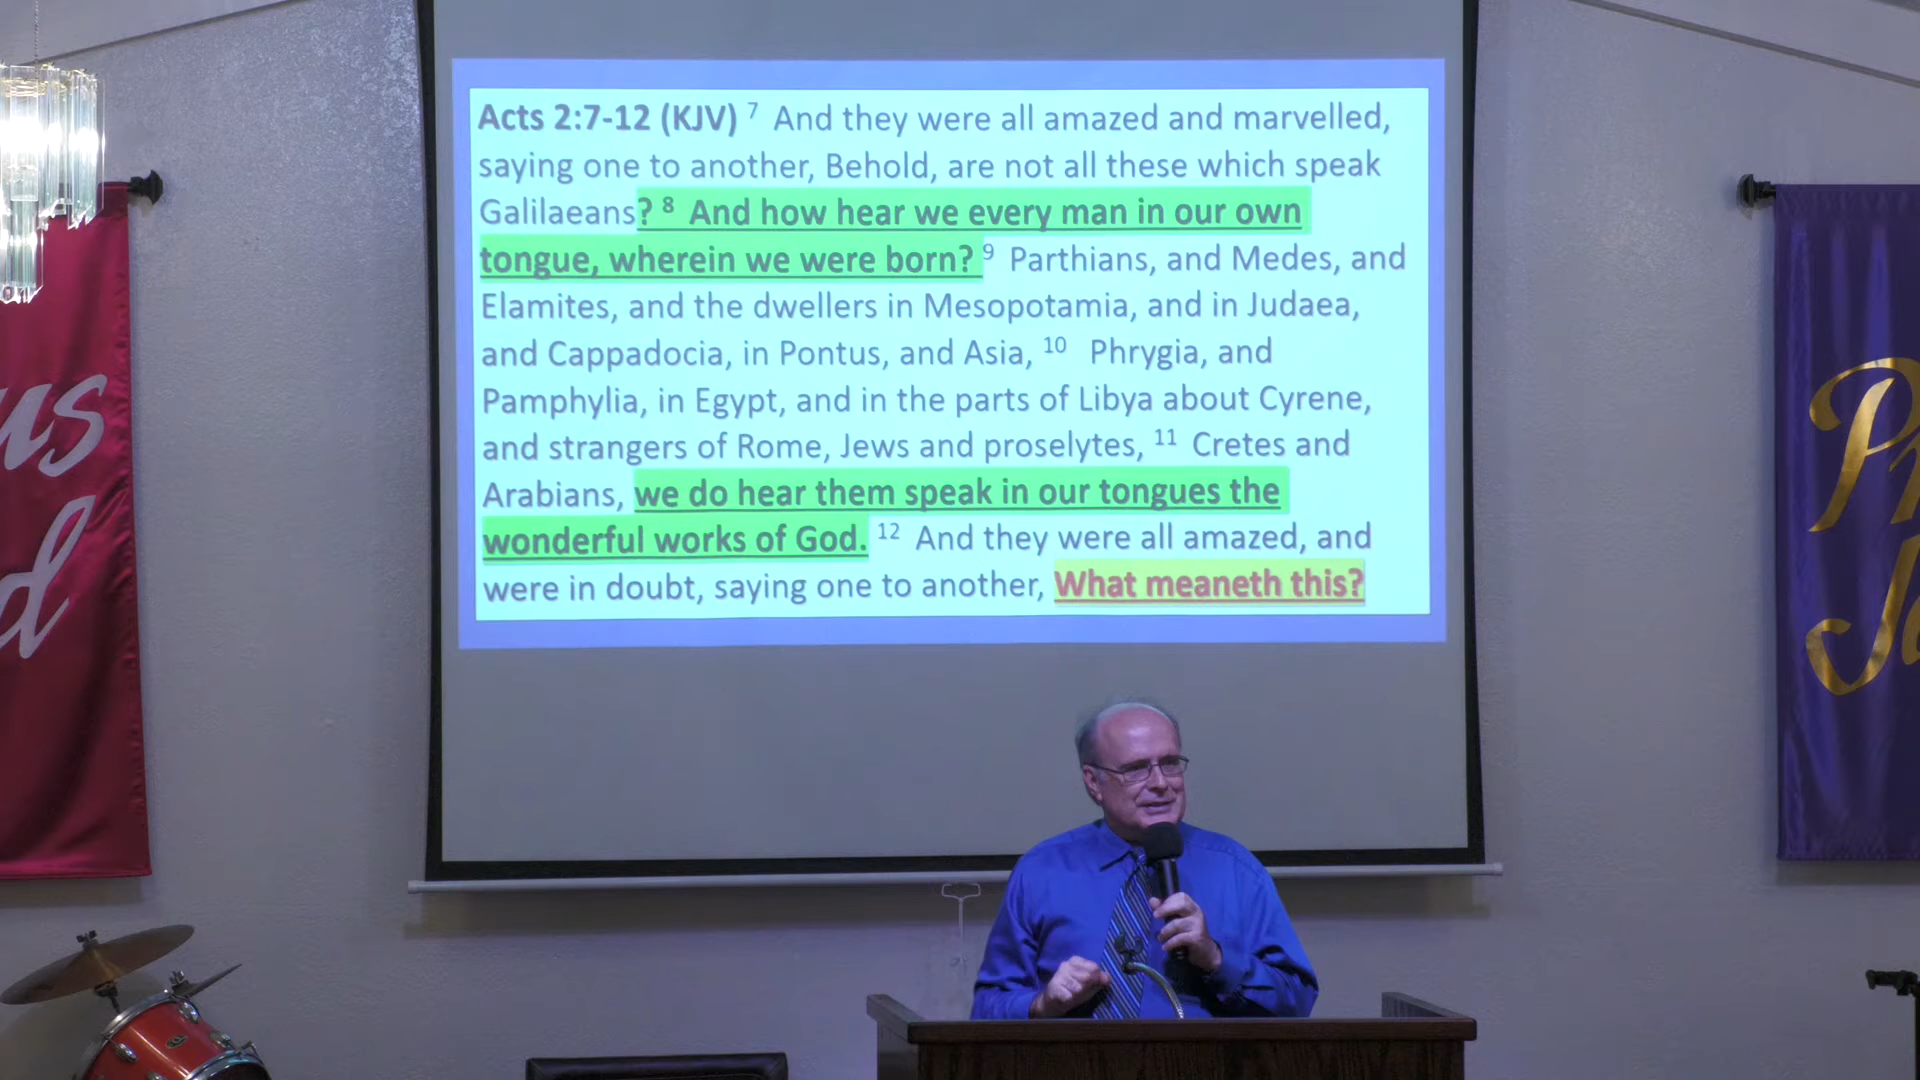 Acts 2:7-12 (KJV) 7 And they were all amazed and marvelled,
saying one to another, Behold, are not all these which speak
Galilaeans? 8 And how hear we every man in our own
tongue, wherein we were born? 9 Parthians, and Medes, and
Elamites, and the dwellers in Mesopotamia, and in Judaea,
and Cappadocia, in Pontus, and Asia, 10 Phrygia, and
Pamphylia, in Egypt, and in the parts of Libya about Cyrene,
and strangers of Rome, Jews and proselytes, 11 Cretes and
Arabians, we do hear them speak in our tongues the
wonderful works of God. 12 And they were all amazed, and
were in doubt, saying one to another, What meaneth this?